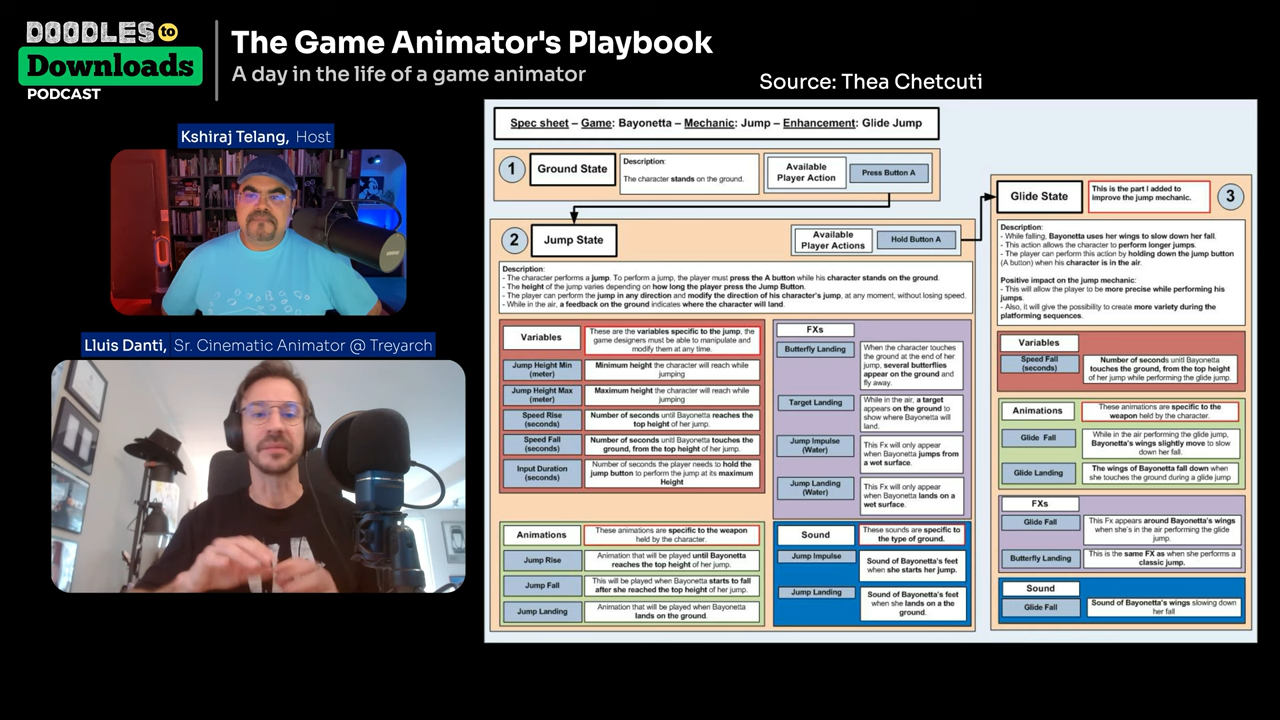 DOODLES to
Downloads
PODCAST
The Game Animator's Playbook
A day in the life of a game animator
Source: Thea Chetcuti
Kshiraj Telang, Host
Lluis Danti, Sr. Cinematic Animator @ Treyarch
Spec sheet – Game: Bayonetta – Mechanic: Jump – Enhancement: Glide Jump
1
Ground State
Description:
The character stands on the ground.
Available
Player Action
Press Button A
2
Jump State
Available
Player Actions
Hold Button A
Description:
- The character performs a jump. To perform a jump, the player must press the A button while his character stands on the ground.
- The height of the jump varies depending on how long the player press the Jump Button.
- The player can perform the jump in any direction and modify the direction of his character's jump, at any moment, without losing speed.
- While in the air, a feedback on the ground indicates where the character will land.
Variables
These are the variables specific to the jump, the
game designers must be able to manipulate and
modify them at any time.
Jump Height Min
(meter)
Minimum height the character will reach while
jumping
Jump Height Max
(meter)
Maximum height the character will reach while
jumping
Speed Rise
(seconds)
Number of seconds until Bayonetta reaches the
top height of her jump.
Speed Fall
(seconds)
Number of seconds until Bayonetta touches the
ground, from the top height of her jump.
Input Duration
(seconds)
Number of seconds the player needs to hold the
jump button to perform the jump at its maximum
Height
FXs
Butterfly Landing
When the character touches
the ground at the end of her
jump, several butterflies
appear on the ground and
fly away.
Target Landing
While in the air, a target
appears on the ground to
show where Bayonetta will
land.
Jump Impulse
(Water)
This Fx will only appear
when Bayonetta jumps from
a wet surface.
Jump Landing
(Water)
This Fx will only appear
when Bayonetta lands on a
wet surface.
Animations
These animations are specific to the weapon
held by the character.
Jump Rise
Animation that will be played until Bayonetta
reaches the top height of her jump.
Jump Fall
This will be played when Bayonetta starts to fall
after she reached the top height of her jump.
Jump Landing
Animation that will be played when Bayonetta
lands on the ground.
Sound
These sounds are specific to
the type of ground.
Jump Impulse
Sound of Bayonetta's feet
when she starts her jump.
Jump Landing
Sound of Bayonetta's feet
when she lands on a the
ground.
Glide State
This is the part I added to
improve the jump mechanic.
3
Description:
- While falling, Bayonetta uses her wings to slow down her fall.
- This action allows the character to perform longer jumps.
- The player can perform this action by holding down the jump button
(A button) when his character is in the air.
Positive impact on the jump mechanic:
- This will allow the player to be more precise while performing his
jumps.
- Also, it will give the possibility to create more variety during the
platforming sequences.
Variables
Speed Fall
(seconds)
Number of seconds unitl Bayonetta
touches the ground, from the top height
of her jump while performing the glide jump.
Animations
These animations are specific to the
weapon held by the character.
Glide Fall
While in the air performing the glide jump,
Bayonetta's wings slightly move to slow
down her fall.
Glide Landing
The wings of Bayonetta fall down when
she touches the ground during a glide jump
FXs
Glide Fall
This FX appears around Bayonetta's wings
when she's in the air performing the glide
jump.
Butterfly Landing
This is the same FX as when she performs a
classic jump.
Sound
Glide Fall
Sound of Bayonetta's wings slowing down
her fall